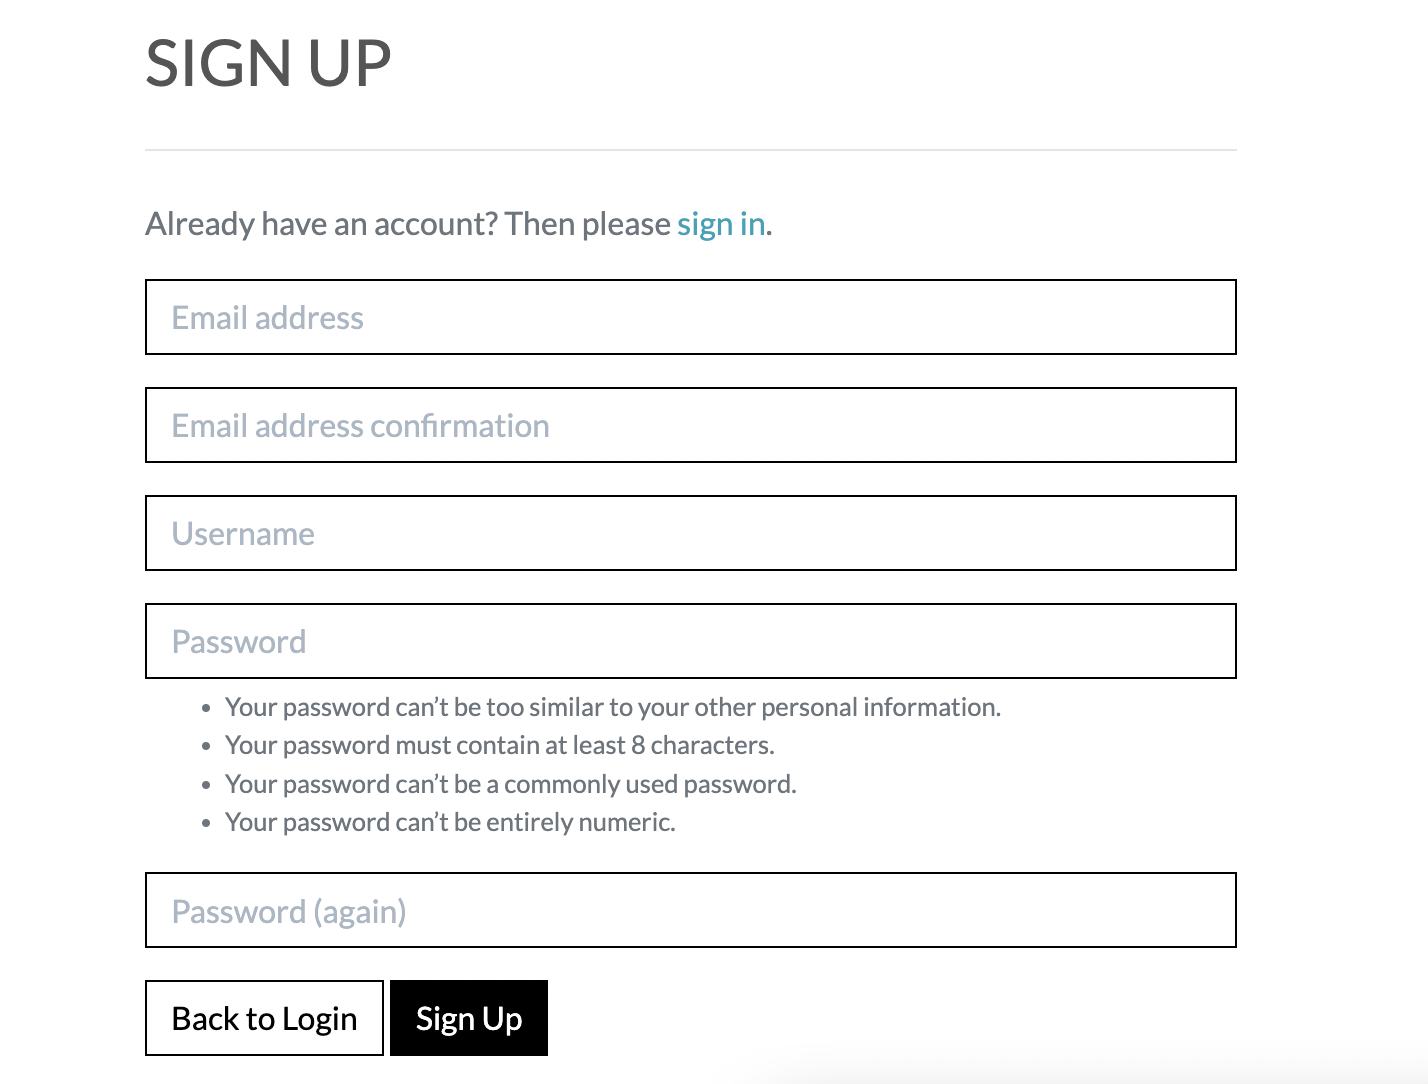 SIGN UP
Already have an account? Then please sign in.
Email address
Email address confirmation
Username
Password
• Your password can’t be too similar to your other personal information.
• Your password must contain at least 8 characters.
• Your password can’t be a commonly used password.
• Your password can’t be entirely numeric.
Password (again)
Back to Login Sign Up